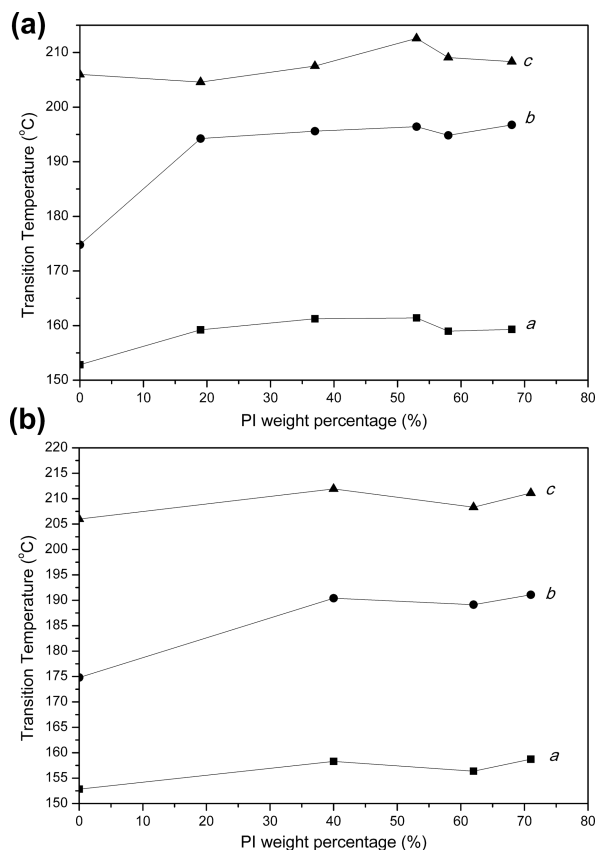 (a)
Transition Temperature (°C)
210
200
190
180
170
160
150
c
b
a
0 10 20 30 40 50 60 70 80
PI weight percentage (%)
(b)
Transition Temperature (°C)
220
215
210
205
200
195
190
185
180
175
170
165
160
155
150
c
b
a
0 10 20 30 40 50 60 70 80
PI weight percentage (%)